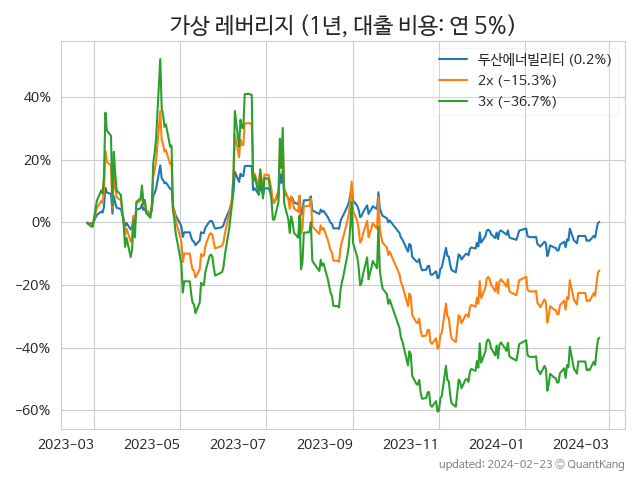 가상 레버리지 (1년, 대출 비용: 연 5%)
두산에너빌리티 (0.2%)
2x (−15.3%)
3x (−36.7%)
40%
20%
0%
−20%
−40%
−60%
2023−03 2023−05 2023−07 2023−09 2023−11 2024−01 2024−03
updated: 2024−02−23 ⓒ QuantKang